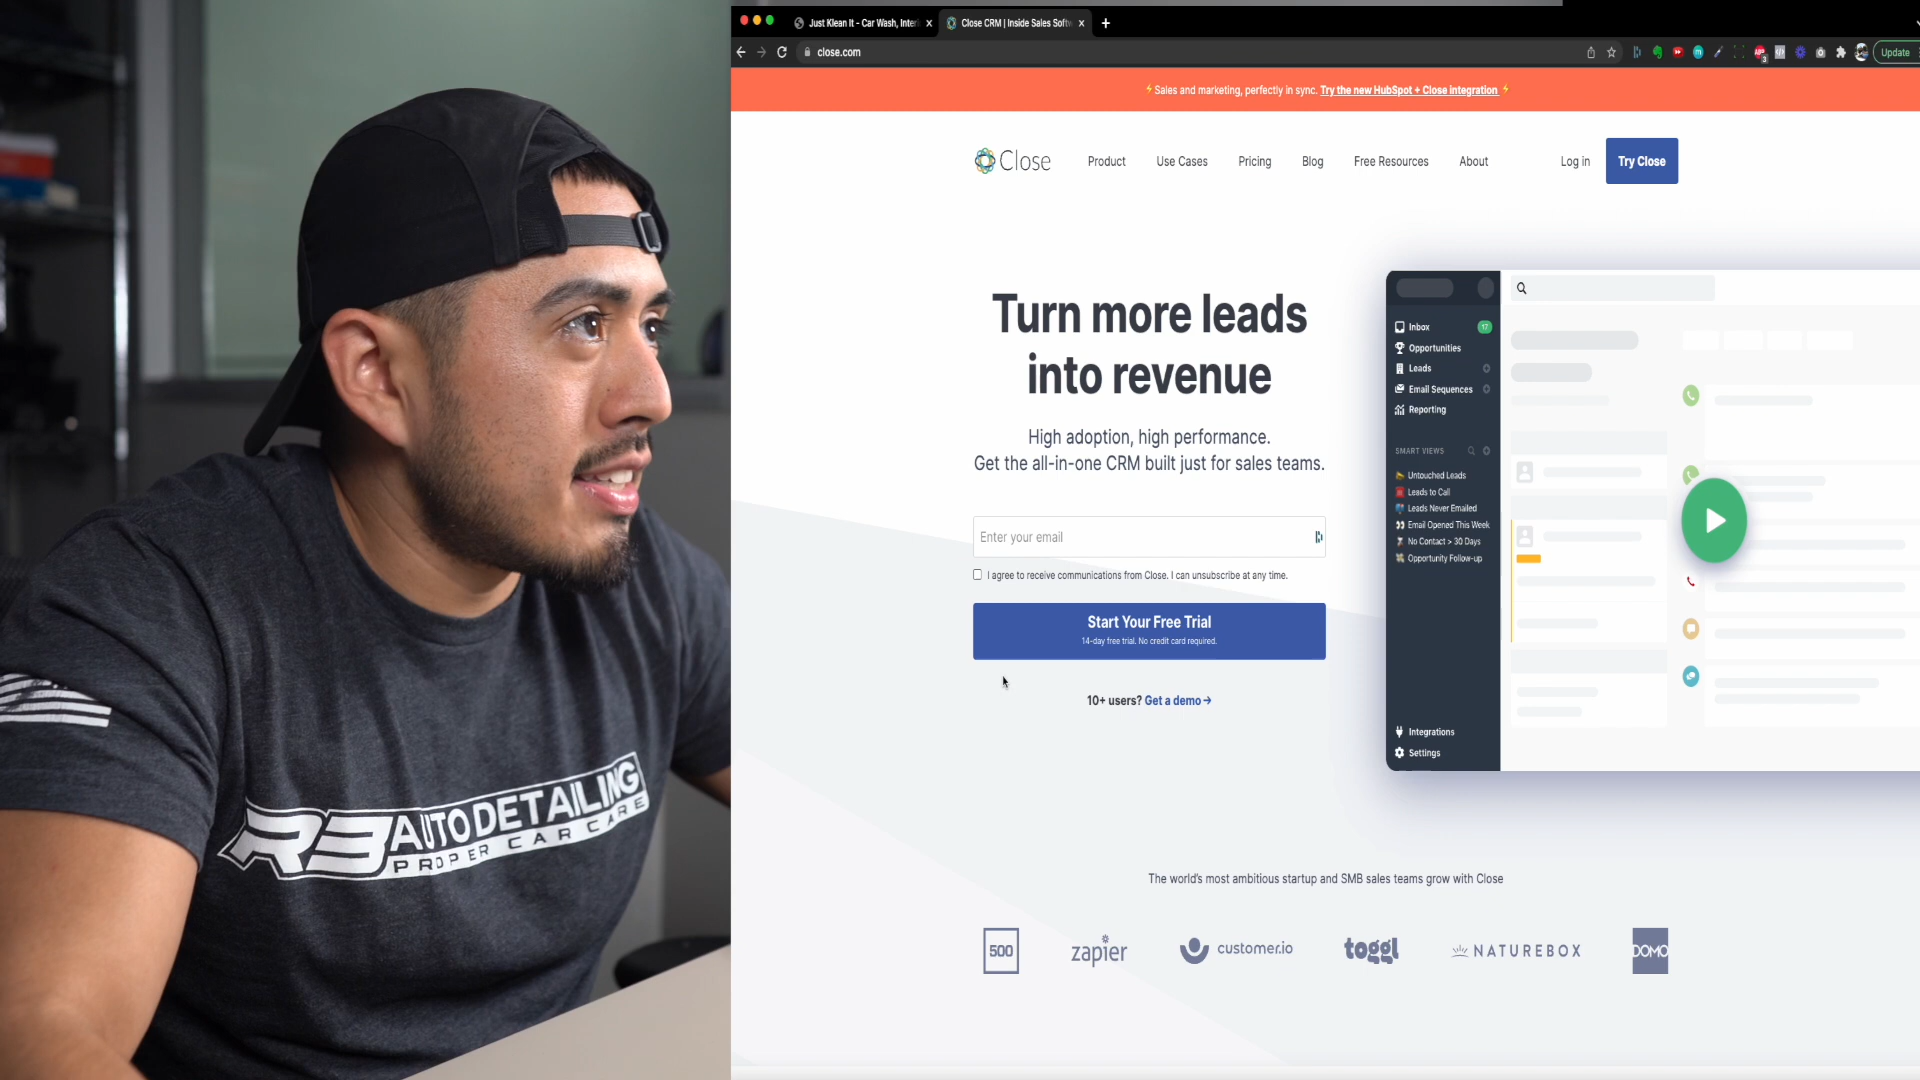 Just Klean It - Car Wash, Inter
Close CRM | Inside Sales Softw
close.com
Update
⚡Sales and marketing, perfectly in sync. Try the new HubSpot + Close integration ⚡
Close
Product
Use Cases
Pricing
Blog
Free Resources
About
Log in
Try Close
Turn more leads
into revenue
High adoption, high performance.
Get the all-in-one CRM built just for sales teams.
Enter your email
I agree to receive communications from Close. I can unsubscribe at any time.
Start Your Free Trial
14-day free trial. No credit card required.
10+ users? Get a demo →
Inbox
17
Opportunities
Leads
Email Sequences
Reporting
SMART VIEWS
Untouched Leads
Leads to Call
Leads Never Emailed
Email Opened This Week
No Contact > 30 Days
Opportunity Follow-up
Integrations
Settings
The world's most ambitious startup and SMB sales teams grow with Close
500
zapier
customer.io
toggl
NATUREBOX
DOMO
R3 AUTO DETAILING
PROPER CAR CARE